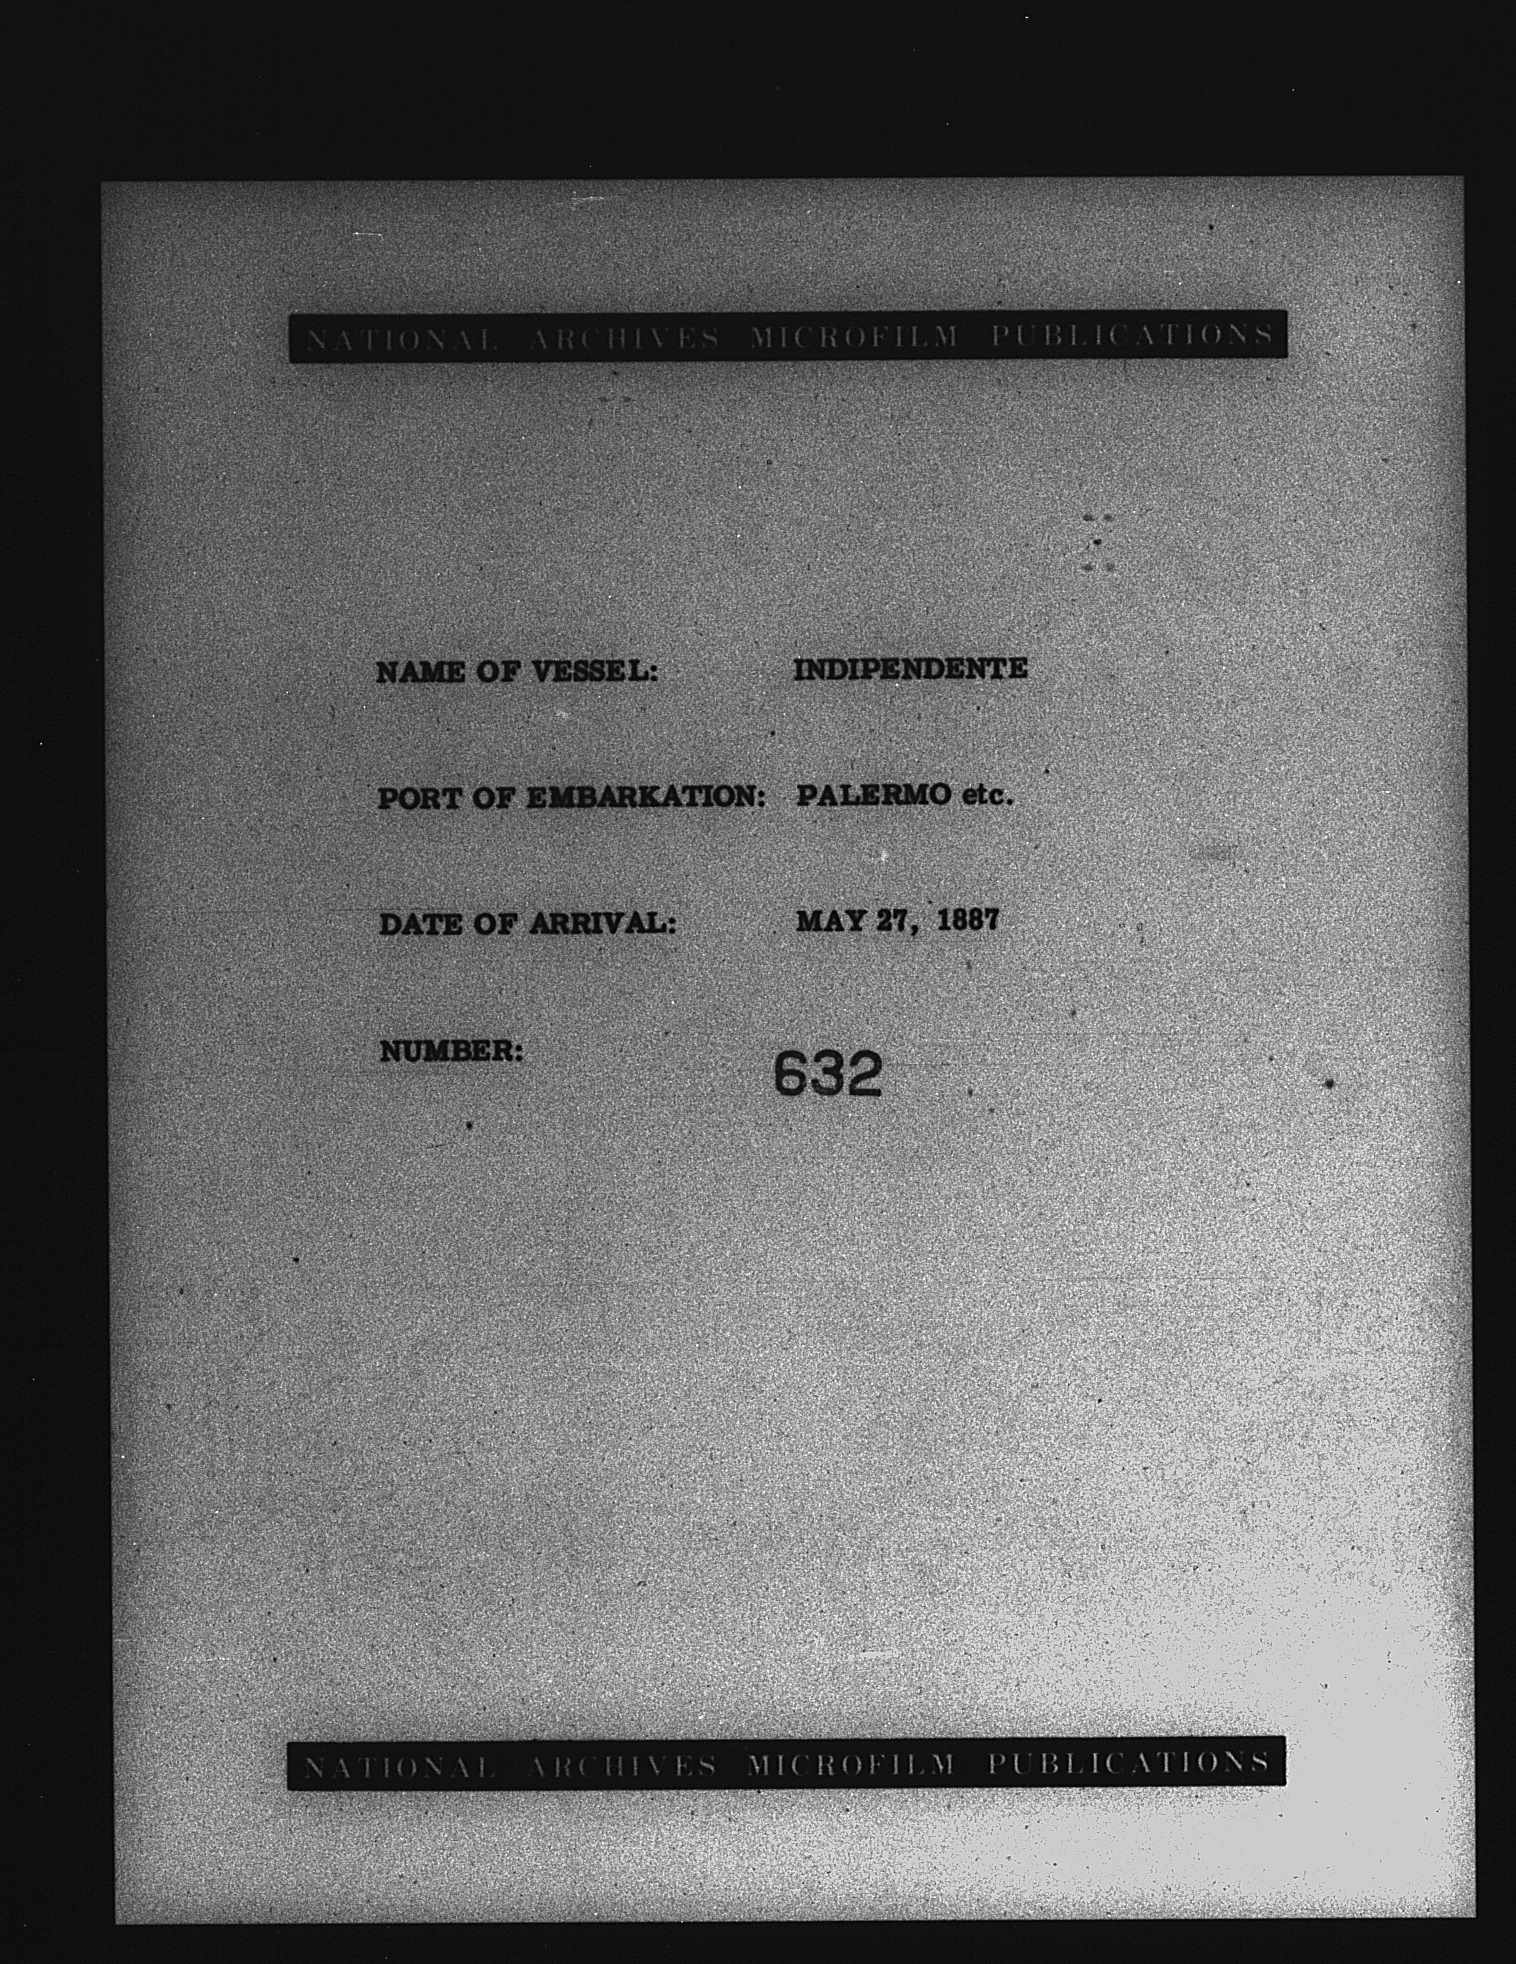 NATIONAL ARCHIVES MICROFILM PUBLICATIONS
NAME OF VESSEL: INDIPENDENTE
PORT OF EMBARKATION: PALERMO etc.
DATE OF ARRIVAL: MAY 27, 1887
NUMBER: 632
NATIONAL ARCHIVES MICROFILM PUBLICATIONS